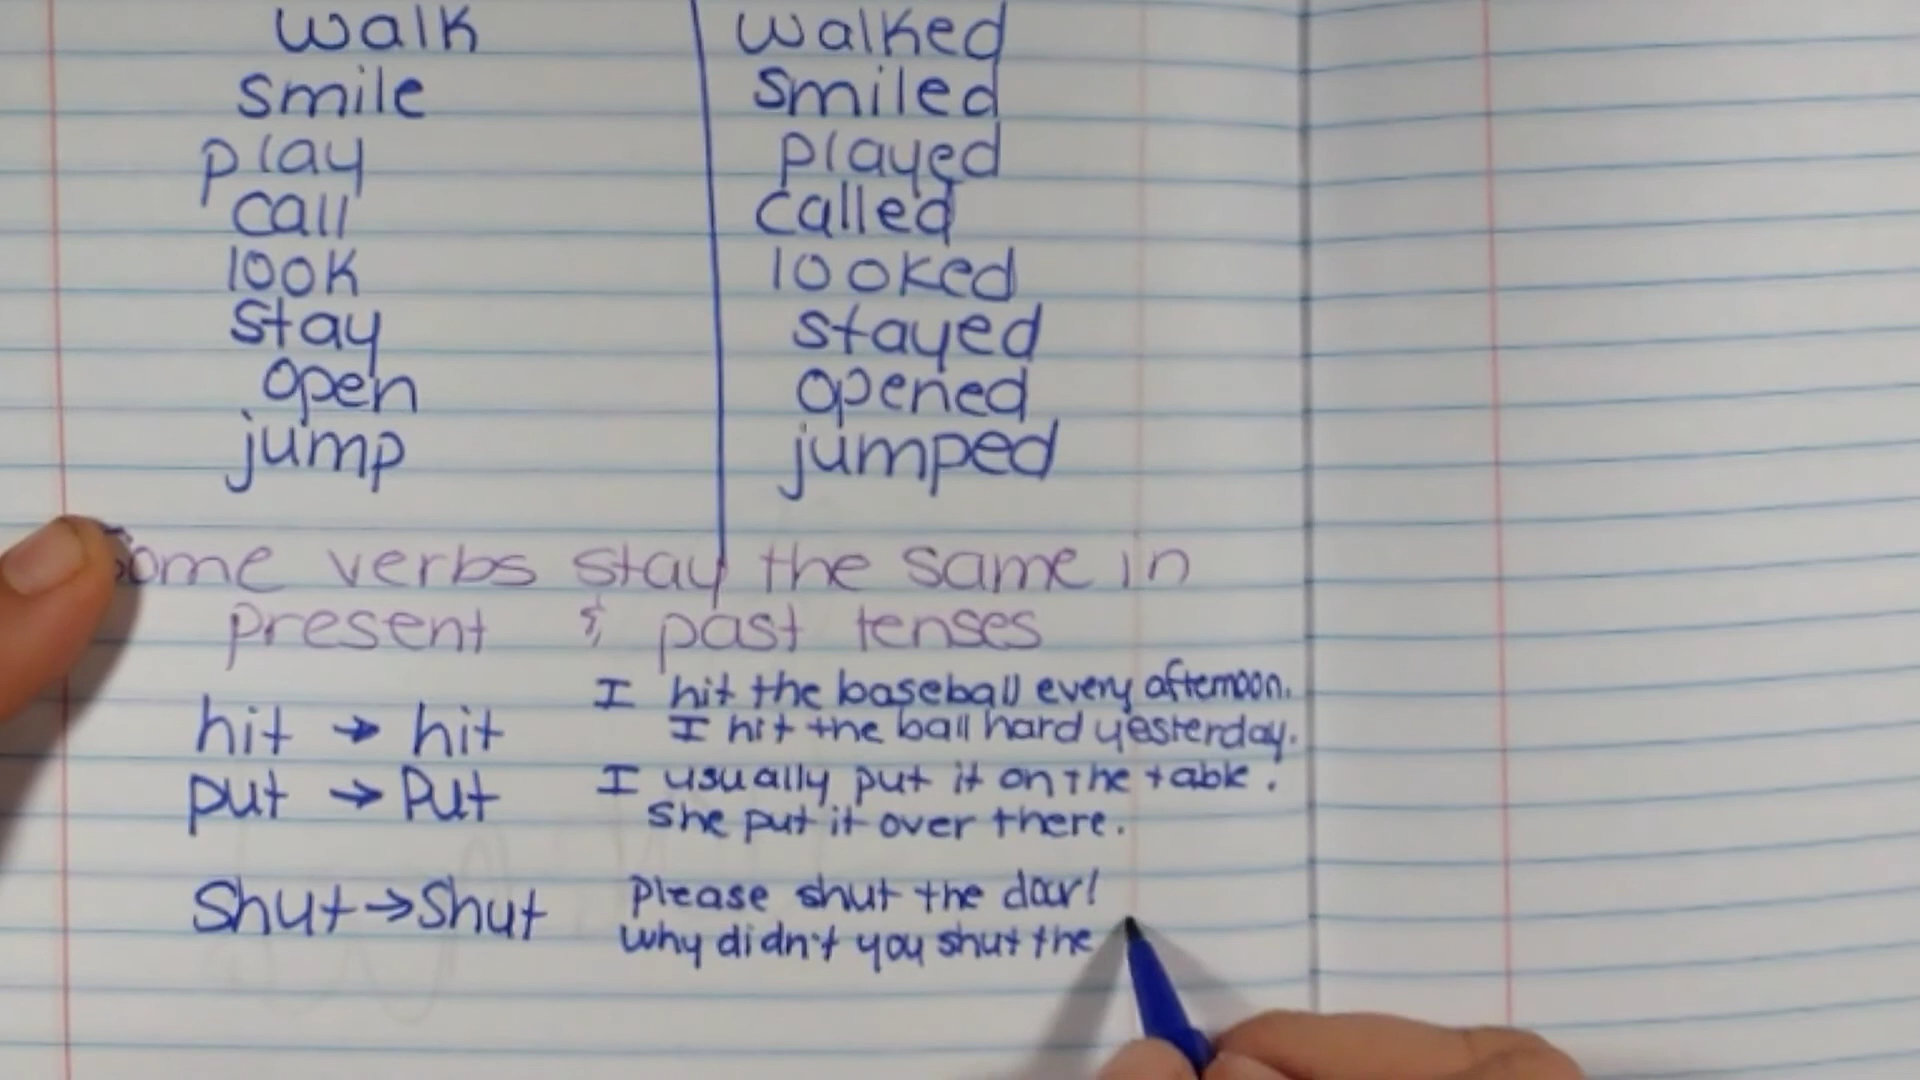 walk walked
smile smiled
play played
call called
look looked
stay stayed
open opened
jump jumped
Some verbs stay the same in
present & past tenses
hit → hit I hit the baseball every afternoon.
I hit the ball hard yesterday.
put → put I usually put it on the table.
She put it over there.
Shut → Shut Please shut the door!
Why didn't you shut the